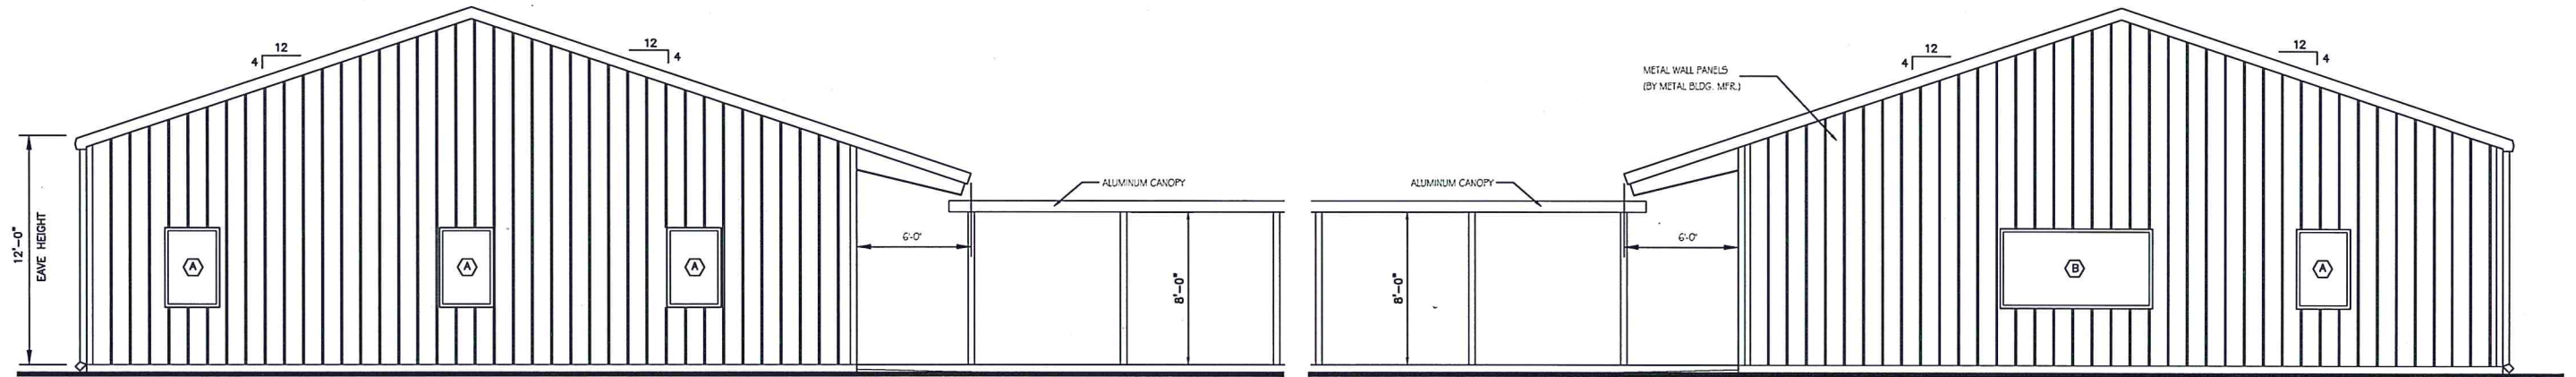 12
4
12
4
12'-0"
EAVE HEIGHT
A
A
A
6'-0"
ALUMINUM CANOPY
8'-0"
ALUMINUM CANOPY
8'-0"
6'-0"
METAL WALL PANELS
(BY METAL BLDG. MFR.)
12
4
12
4
B
A